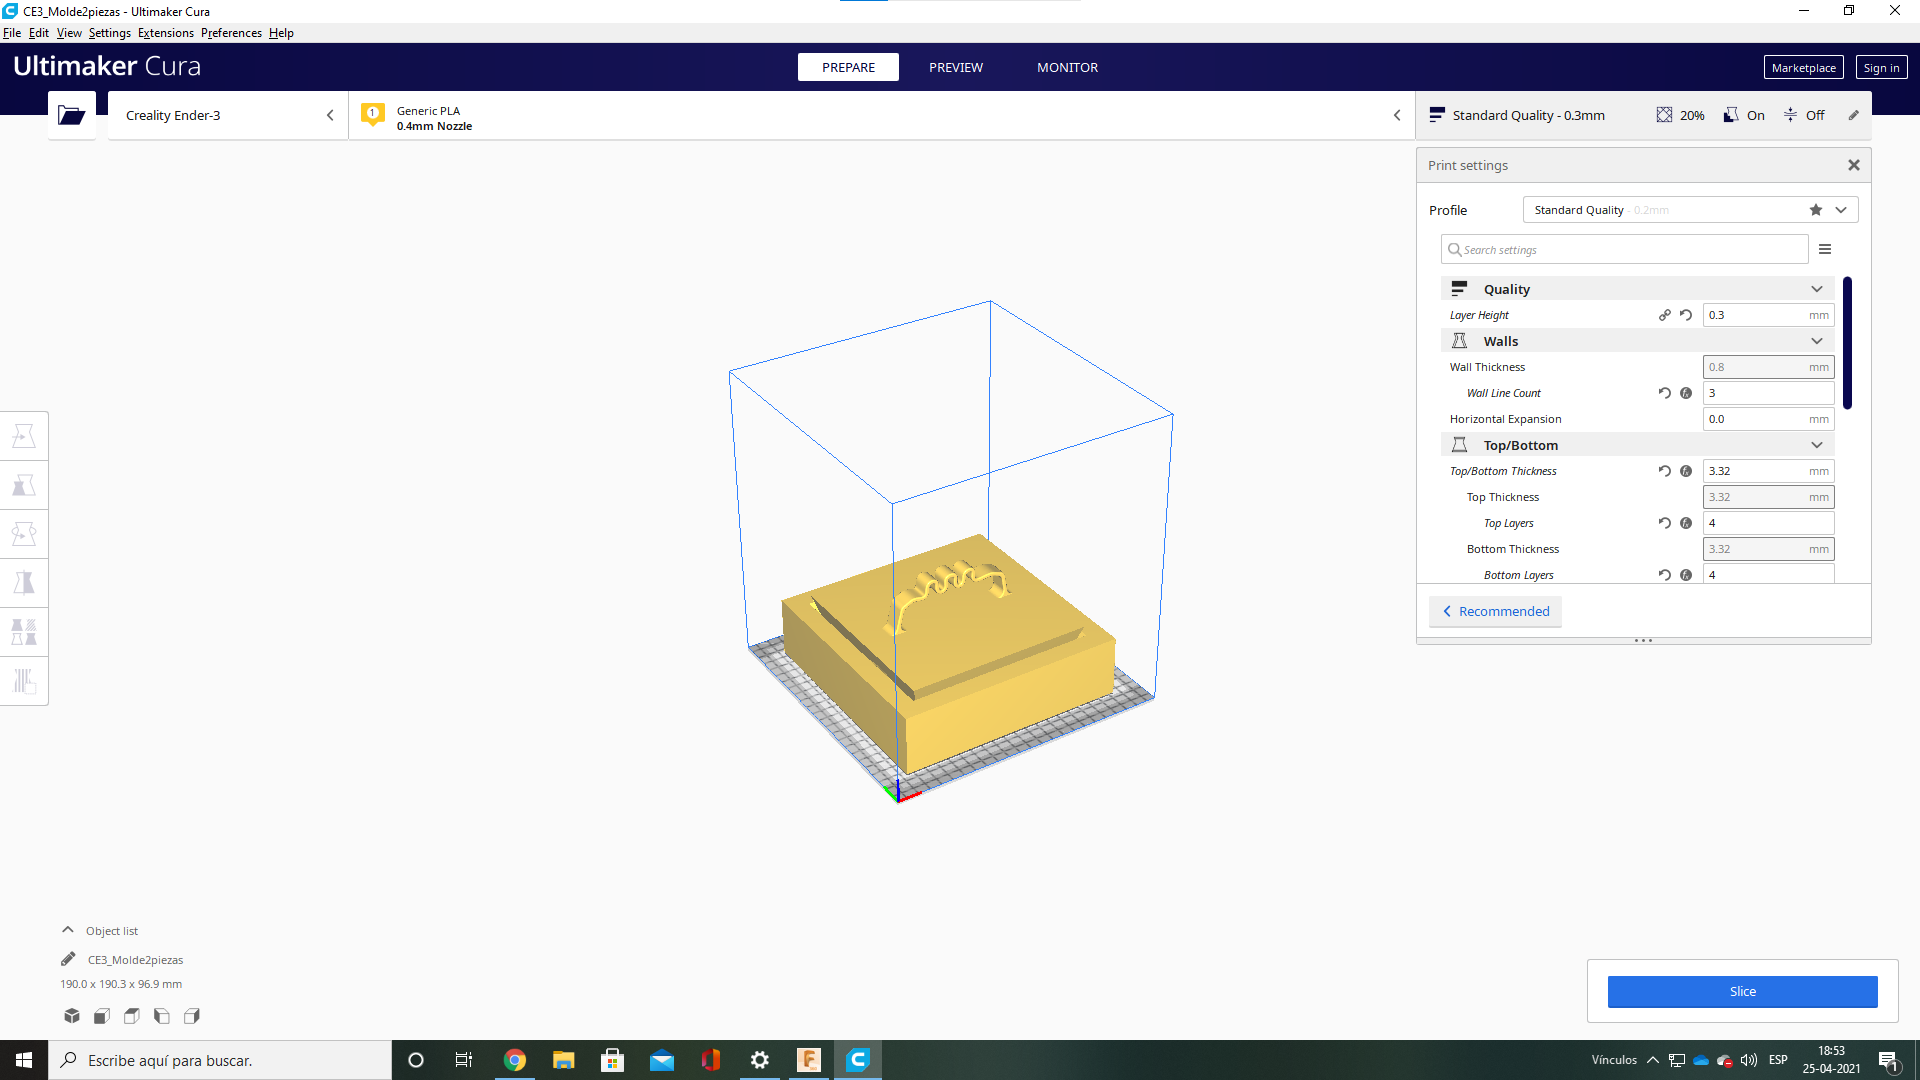 CE3_Molde2piezas - Ultimaker Cura
File Edit View Settings Extensions Preferences Help
Ultimaker Cura
PREPARE
PREVIEW
MONITOR
Marketplace
Sign in
Creality Ender-3
1
Generic PLA
0.4mm Nozzle
Standard Quality - 0.3mm
20%
On
Off
Print settings
Profile
Standard Quality - 0.2mm
Search settings
Quality
Layer Height
0.3 mm
Walls
Wall Thickness
0.8 mm
Wall Line Count
3
Horizontal Expansion
0.0 mm
Top/Bottom
Top/Bottom Thickness
3.32 mm
Top Thickness
3.32 mm
Top Layers
4
Bottom Thickness
3.32 mm
Bottom Layers
4
Recommended
Object list
CE3_Molde2piezas
190.0 x 190.3 x 96.9 mm
Slice
Escribe aquí para buscar.
Vínculos
ESP
18:53
25-04-2021
1